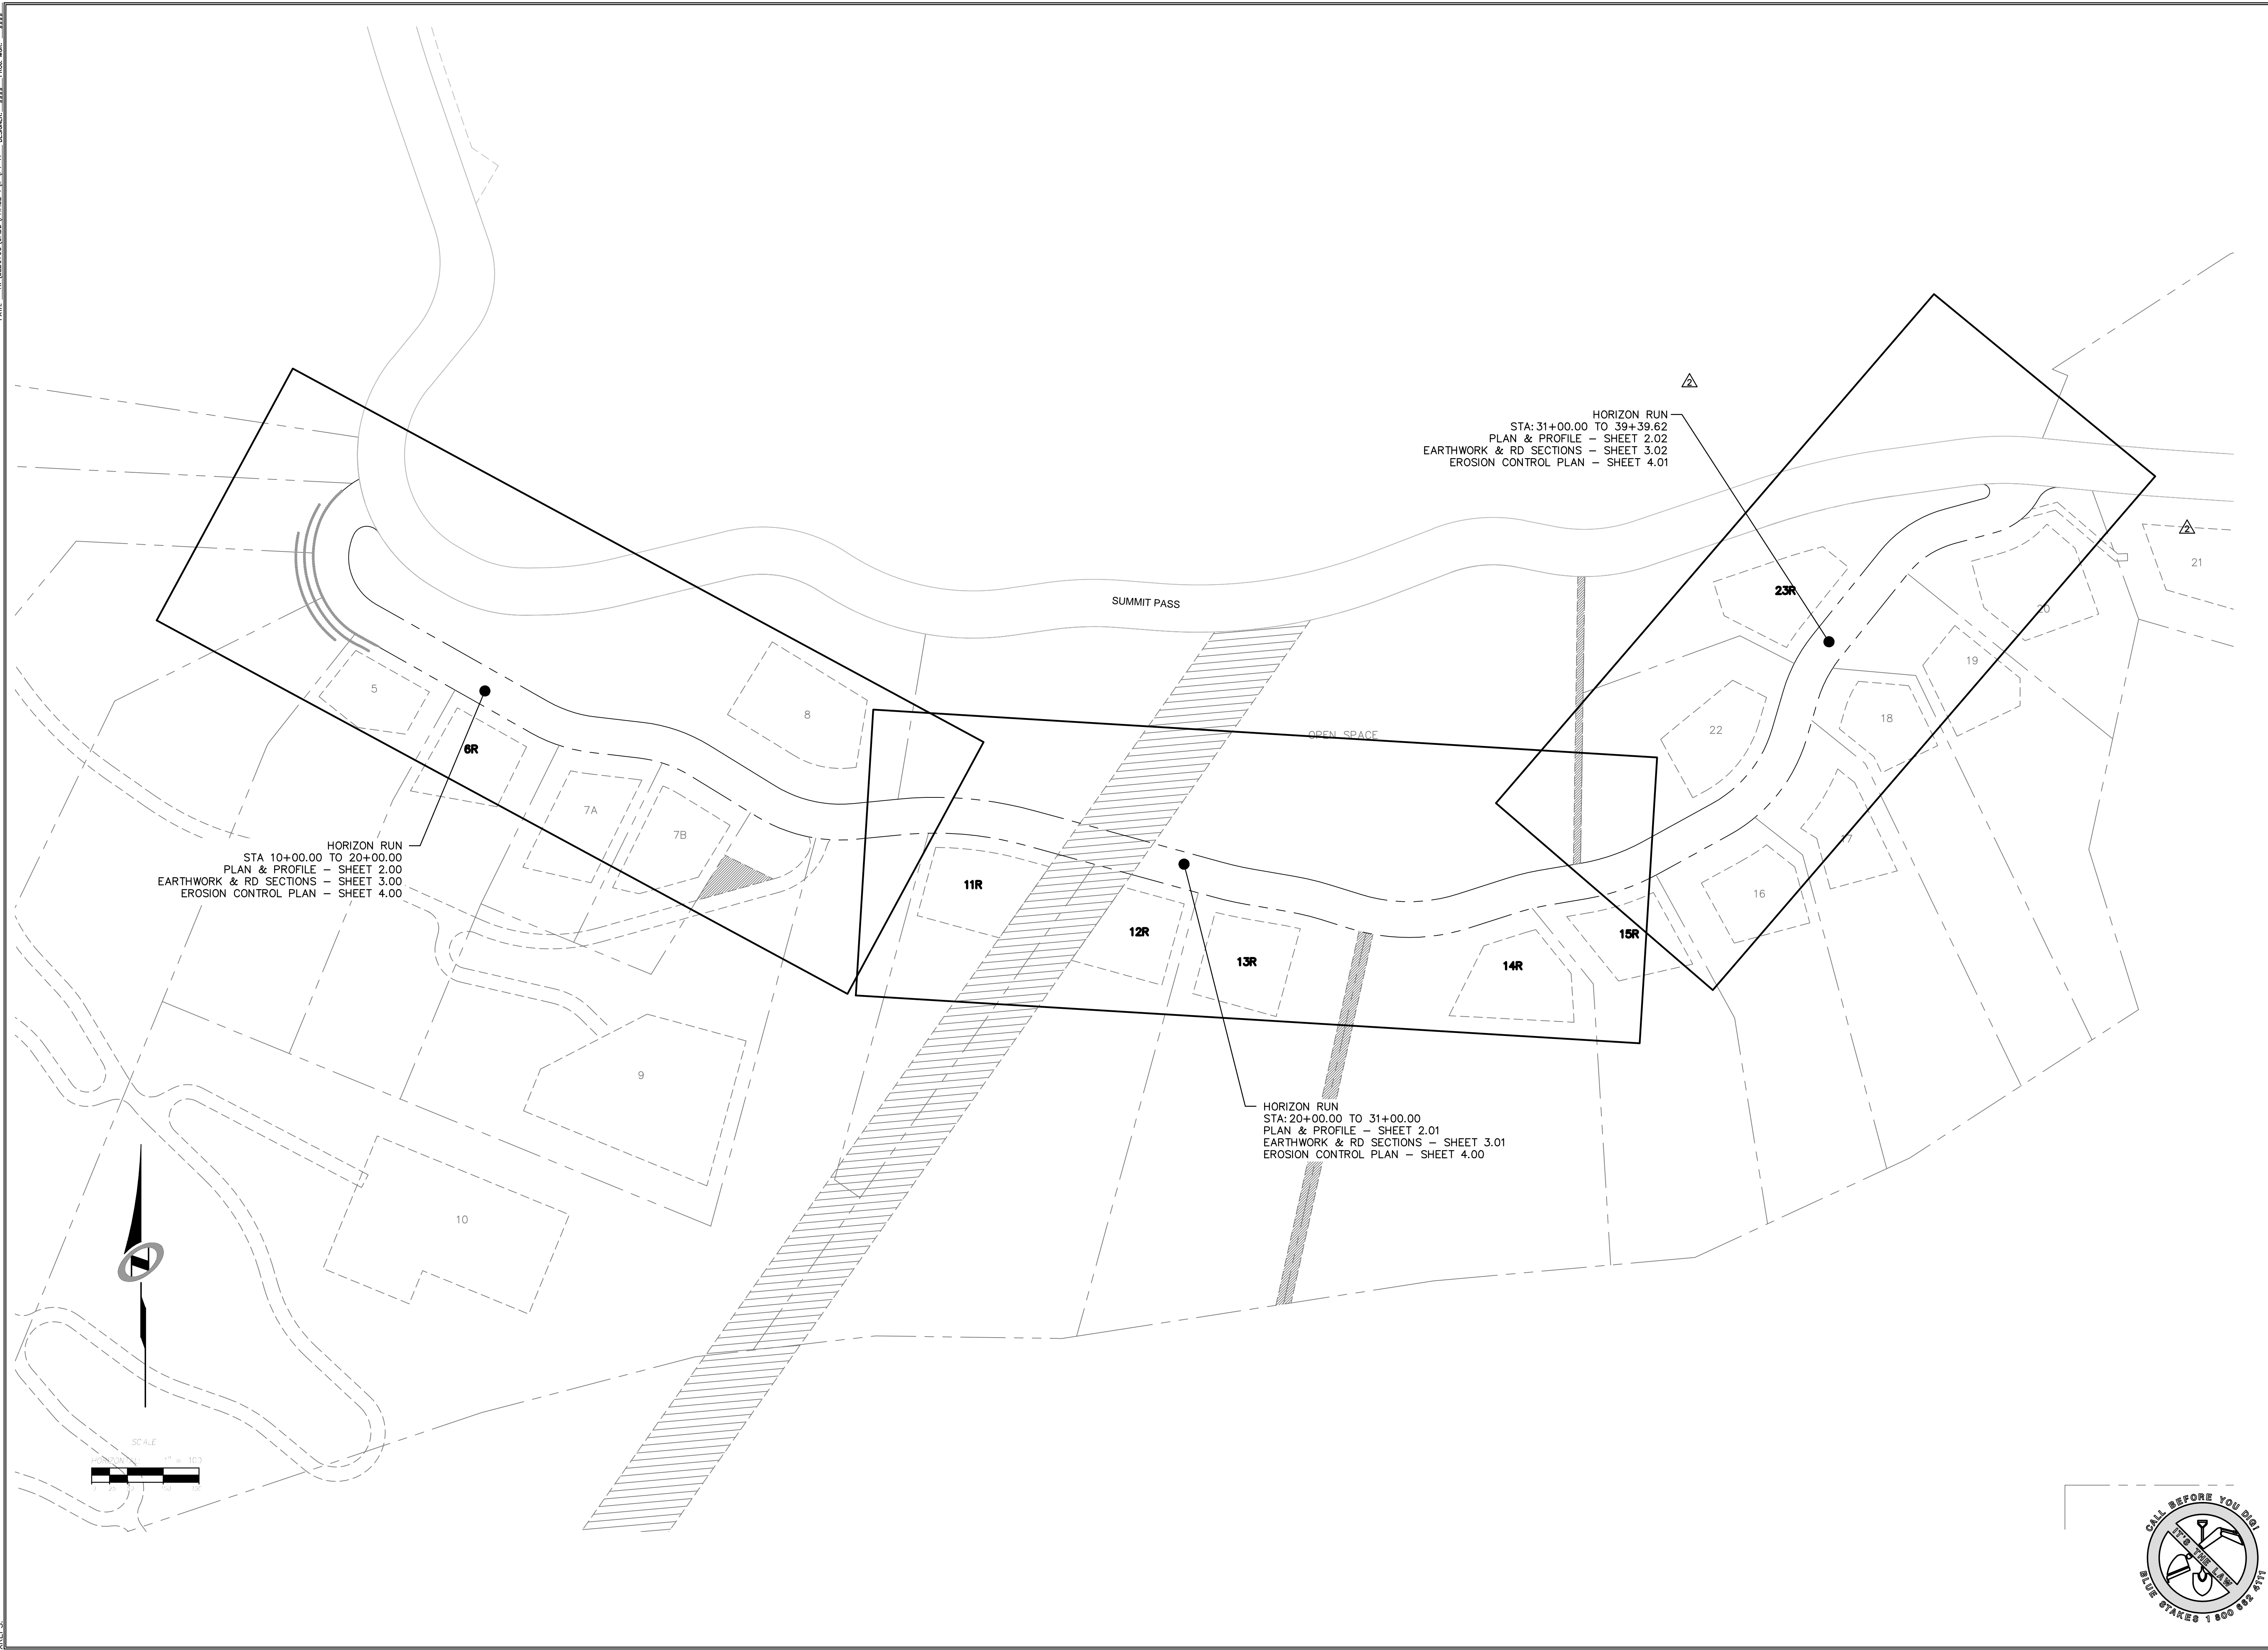 HORIZON RUN
STA: 31+00.00 TO 39+39.62
PLAN & PROFILE – SHEET 2.02
EARTHWORK & RD SECTIONS – SHEET 3.02
EROSION CONTROL PLAN – SHEET 4.01
2
2
21
20
23R
19
18
22
17
16
SUMMIT PASS
OPEN SPACE
5
6R
7A
7B
8
HORIZON RUN
STA 10+00.00 TO 20+00.00
PLAN & PROFILE – SHEET 2.00
EARTHWORK & RD SECTIONS – SHEET 3.00
EROSION CONTROL PLAN – SHEET 4.00
11R
12R
13R
14R
15R
9
10
HORIZON RUN
STA: 20+00.00 TO 31+00.00
PLAN & PROFILE – SHEET 2.01
EARTHWORK & RD SECTIONS – SHEET 3.01
EROSION CONTROL PLAN – SHEET 4.00
N
SCALE
CALL BEFORE YOU DIG!
IT'S THE LAW
BLUE STAKES 1 800 662 4111